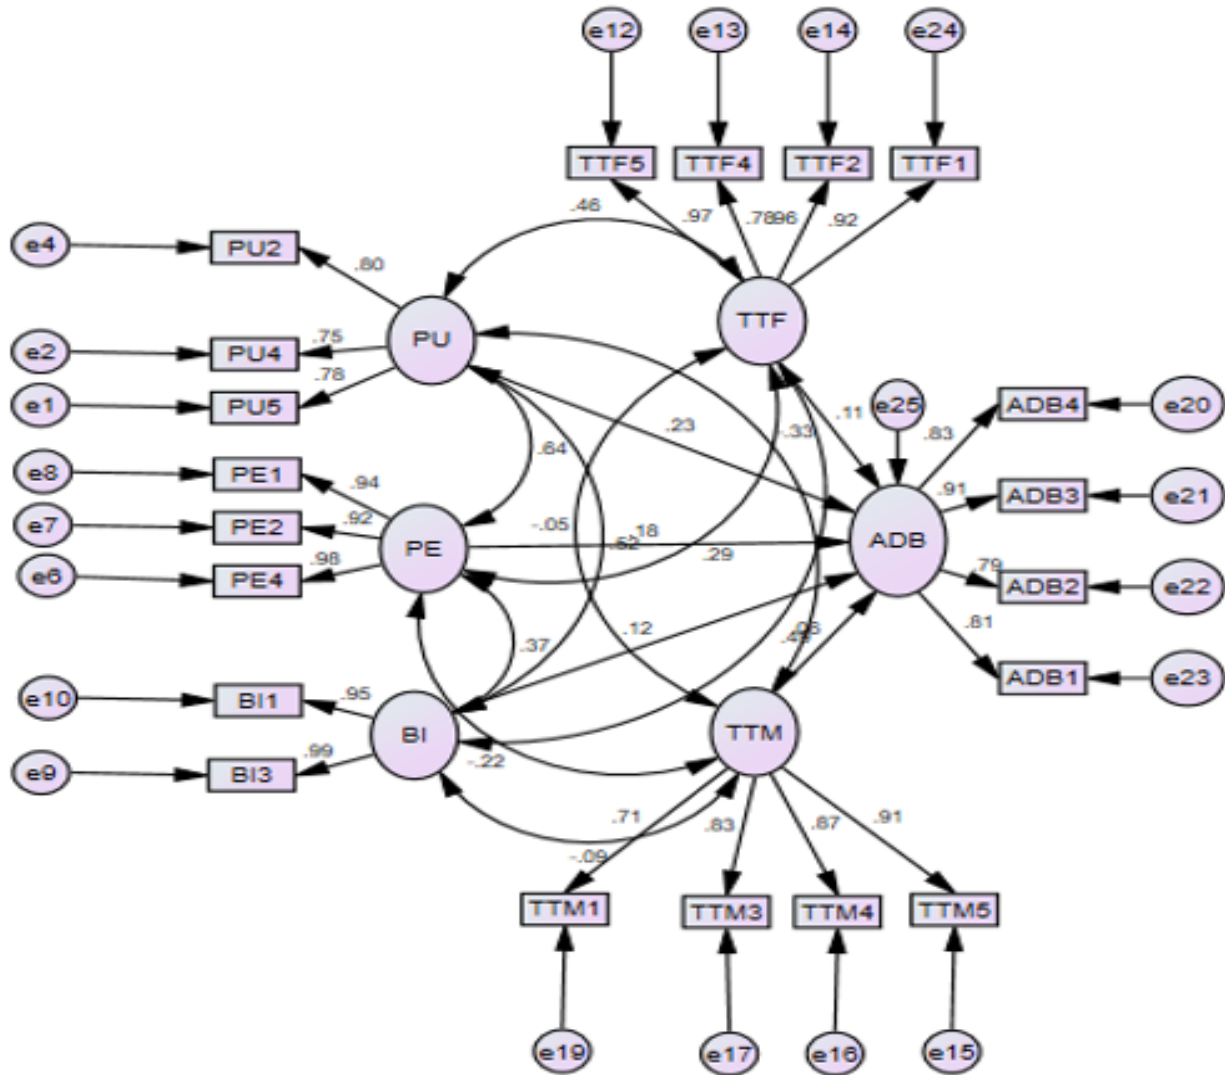 e12 e13 e14 e24
TTF5 TTF4 TTF2 TTF1
.46 .97 .78 .96 .92
e4 PU2
.80
TTF
PU
e2 PU4 .75
.78
e1 PU5
e25 ADB4 e20
.11
.23 -.33 .83
e8 PE1 .64
.94 .91 ADB3 e21
e7 PE2 .92
-.05 .52 .18
PE .29 ADB
e6 PE4 .98
.79 ADB2 e22
.12 .06
.37 .81
ADB1 e23
e10 BI1 .95
BI TTM
.99 -.22
e9 BI3
.71 .83 .87 .91
-.09
TTM1 TTM3 TTM4 TTM5
e19 e17 e16 e15